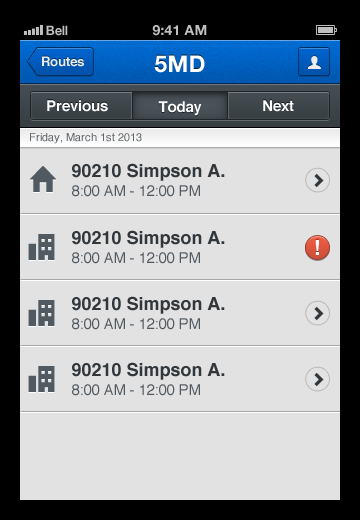 Bell 9:41 AM
Routes 5MD
Previous Today Next
Friday, March 1st 2013
90210 Simpson A.
8:00 AM - 12:00 PM
90210 Simpson A.
8:00 AM - 12:00 PM
!
90210 Simpson A.
8:00 AM - 12:00 PM
90210 Simpson A.
8:00 AM - 12:00 PM